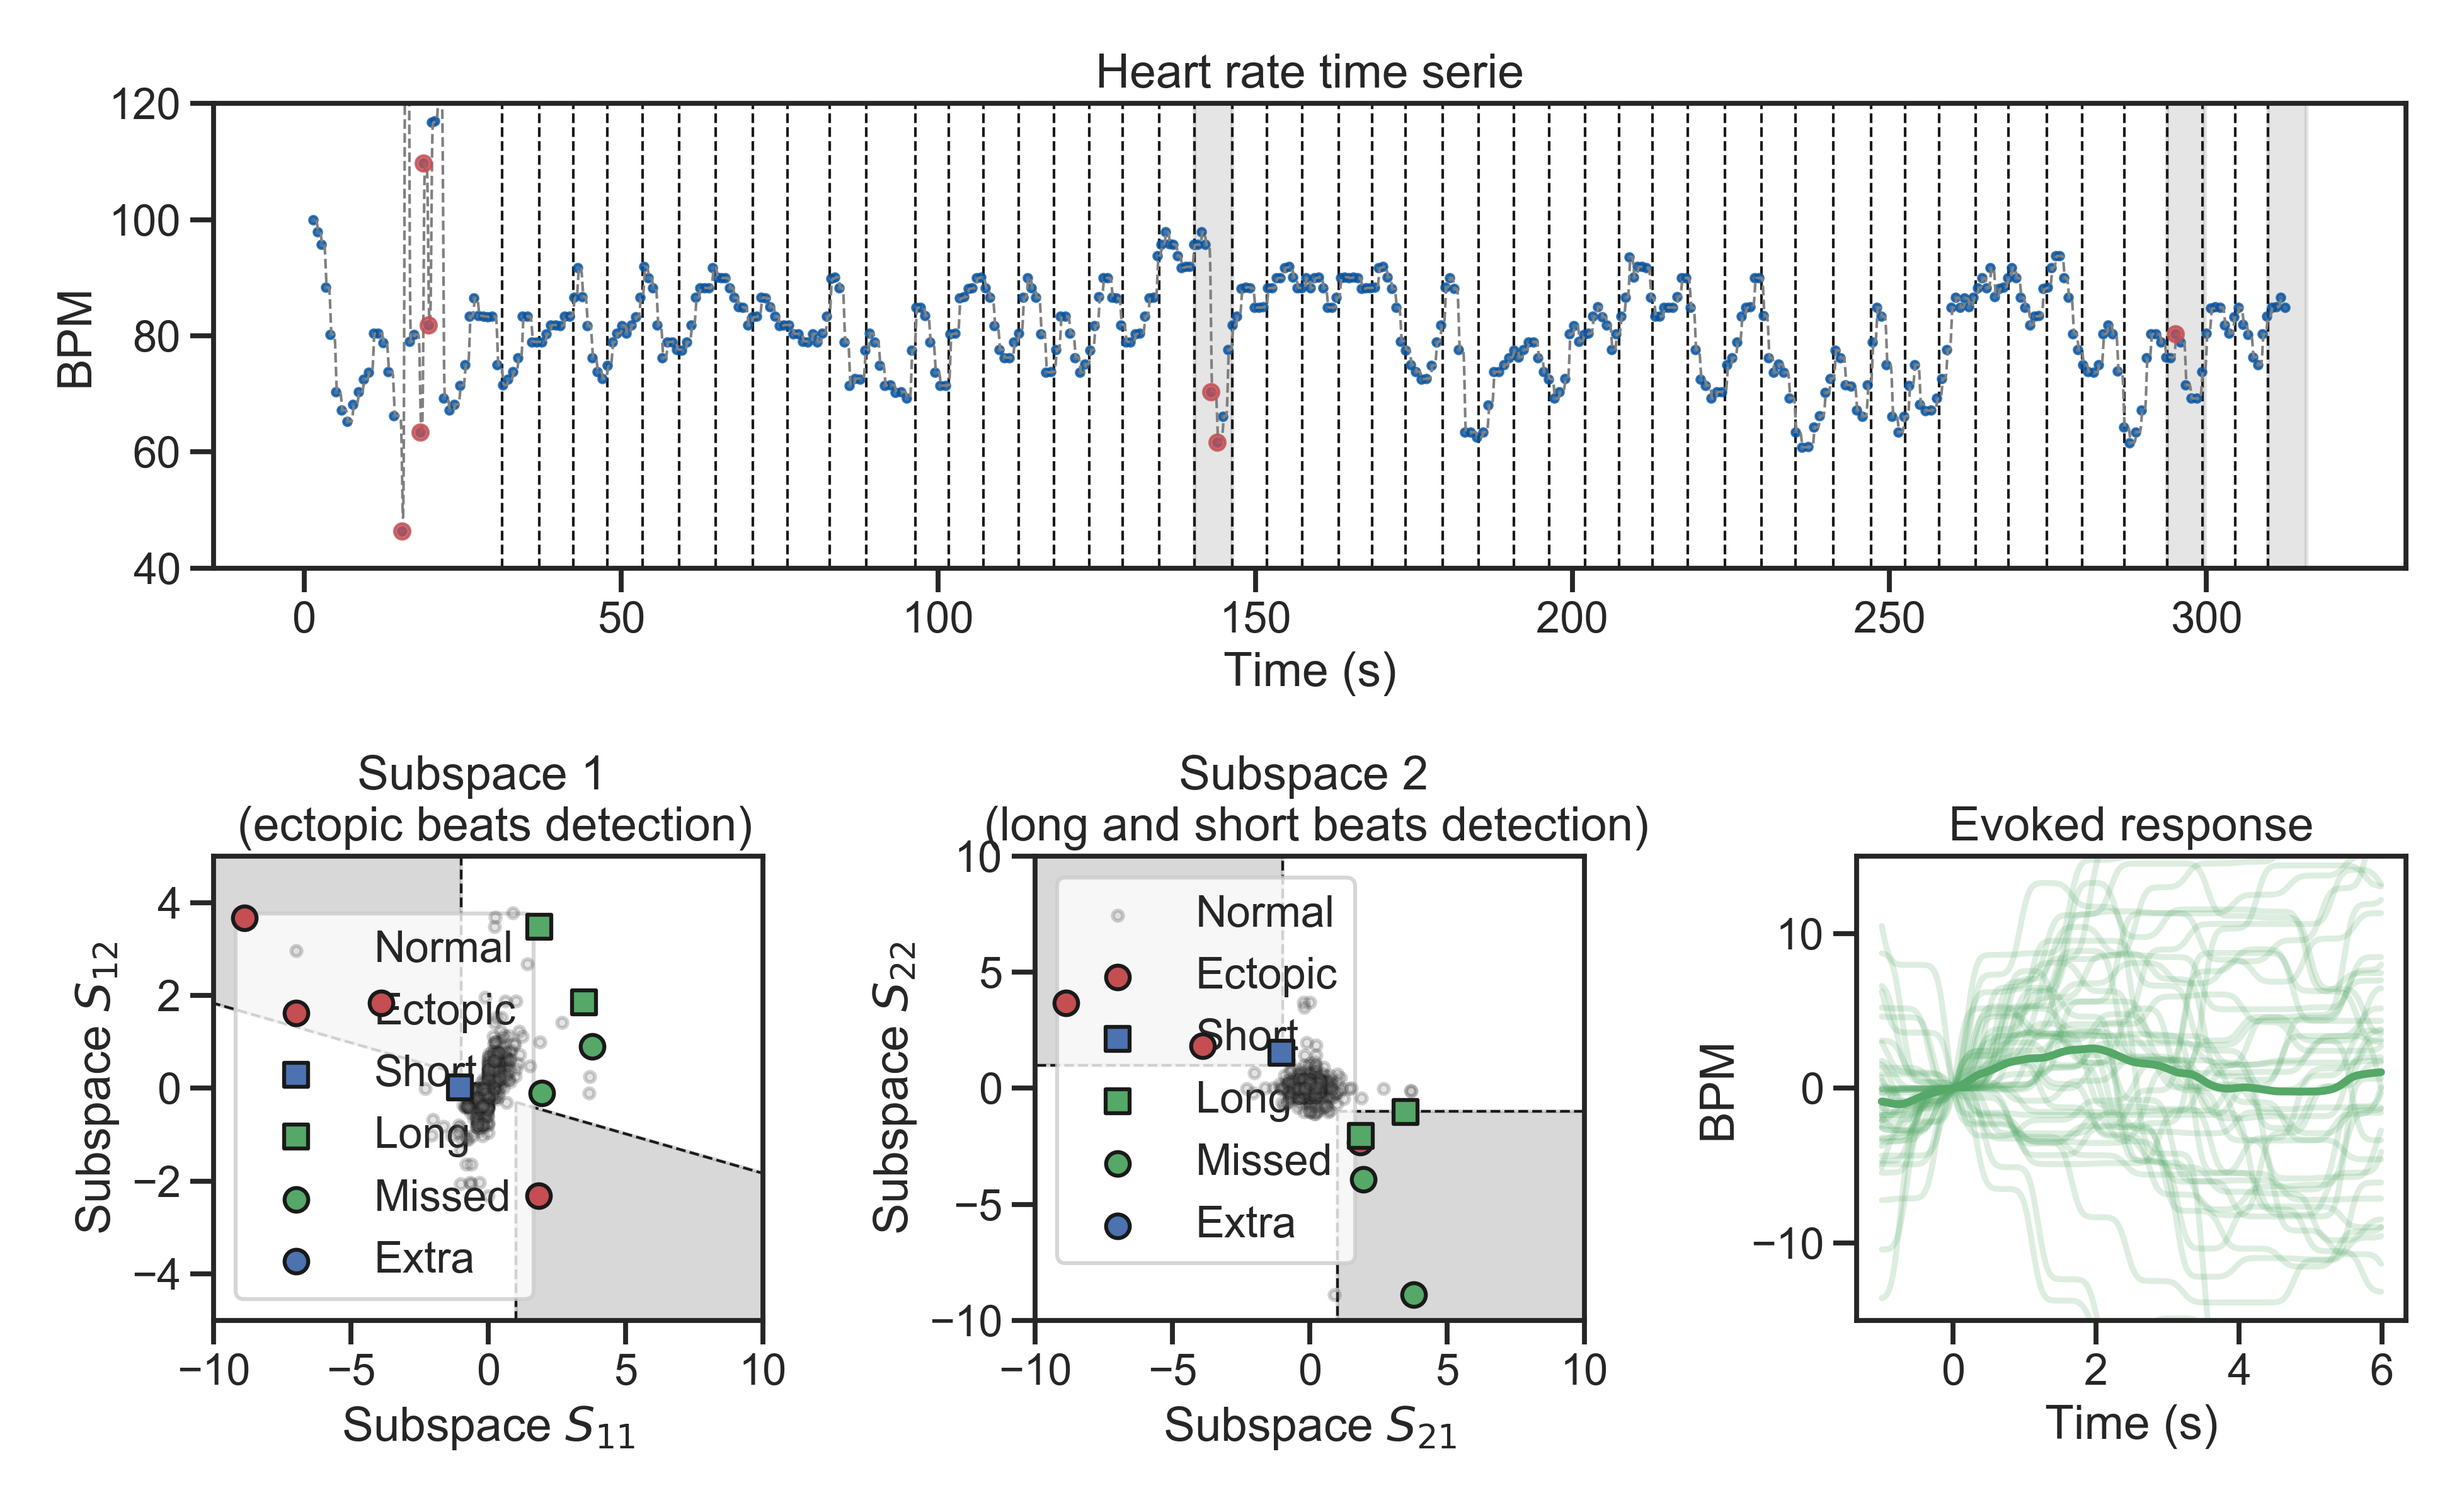 Heart rate time serie
BPM
120
100
80
60
40
0 50 100 150 200 250 300
Time (s)
Subspace 1
(ectopic beats detection)
Subspace S12
4
2
0
−2
−4
Normal
Ectopic
Short
Long
Missed
Extra
−10 −5 0 5 10
Subspace S11
Subspace 2
(long and short beats detection)
Subspace S22
10
5
0
−5
−10
Normal
Ectopic
Short
Long
Missed
Extra
−10 −5 0 5 10
Subspace S21
Evoked response
BPM
10
0
−10
0 2 4 6
Time (s)